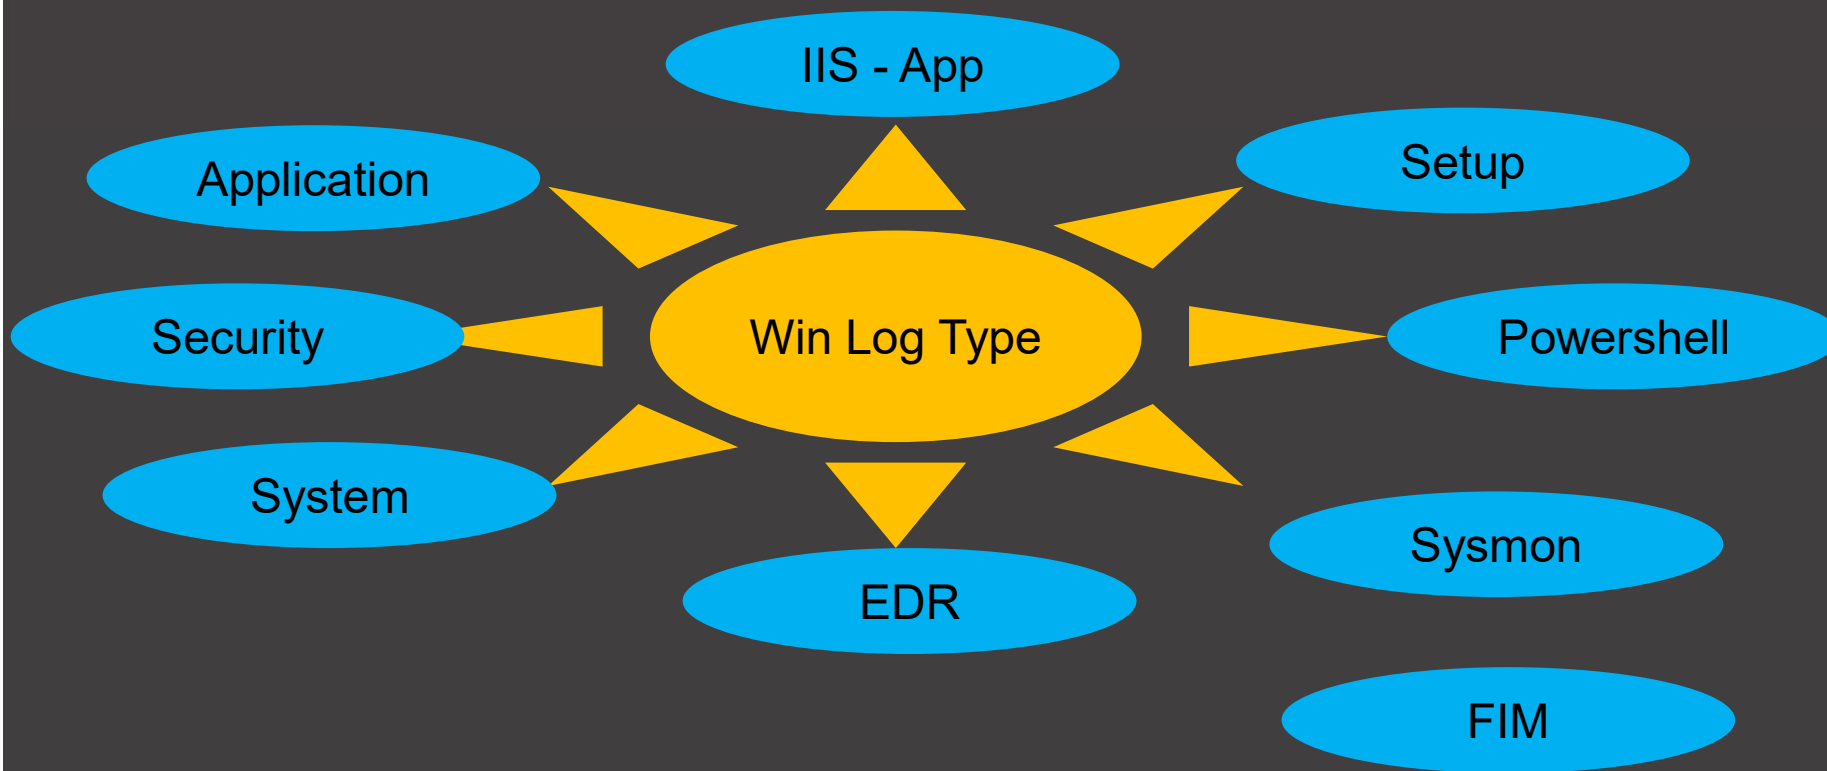 IIS - App
Application
Setup
Security
Win Log Type
Powershell
System
Sysmon
EDR
FIM